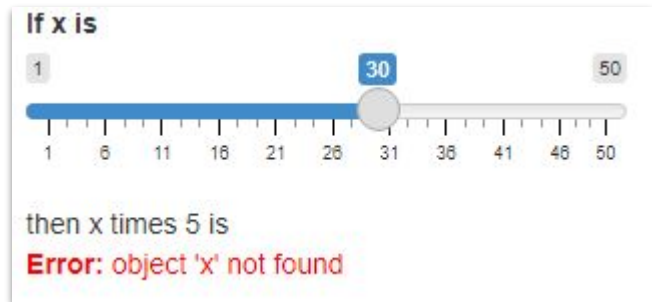 If x is
1 30 50
1 6 11 16 21 26 31 36 41 46 50
then x times 5 is
Error: object 'x' not found